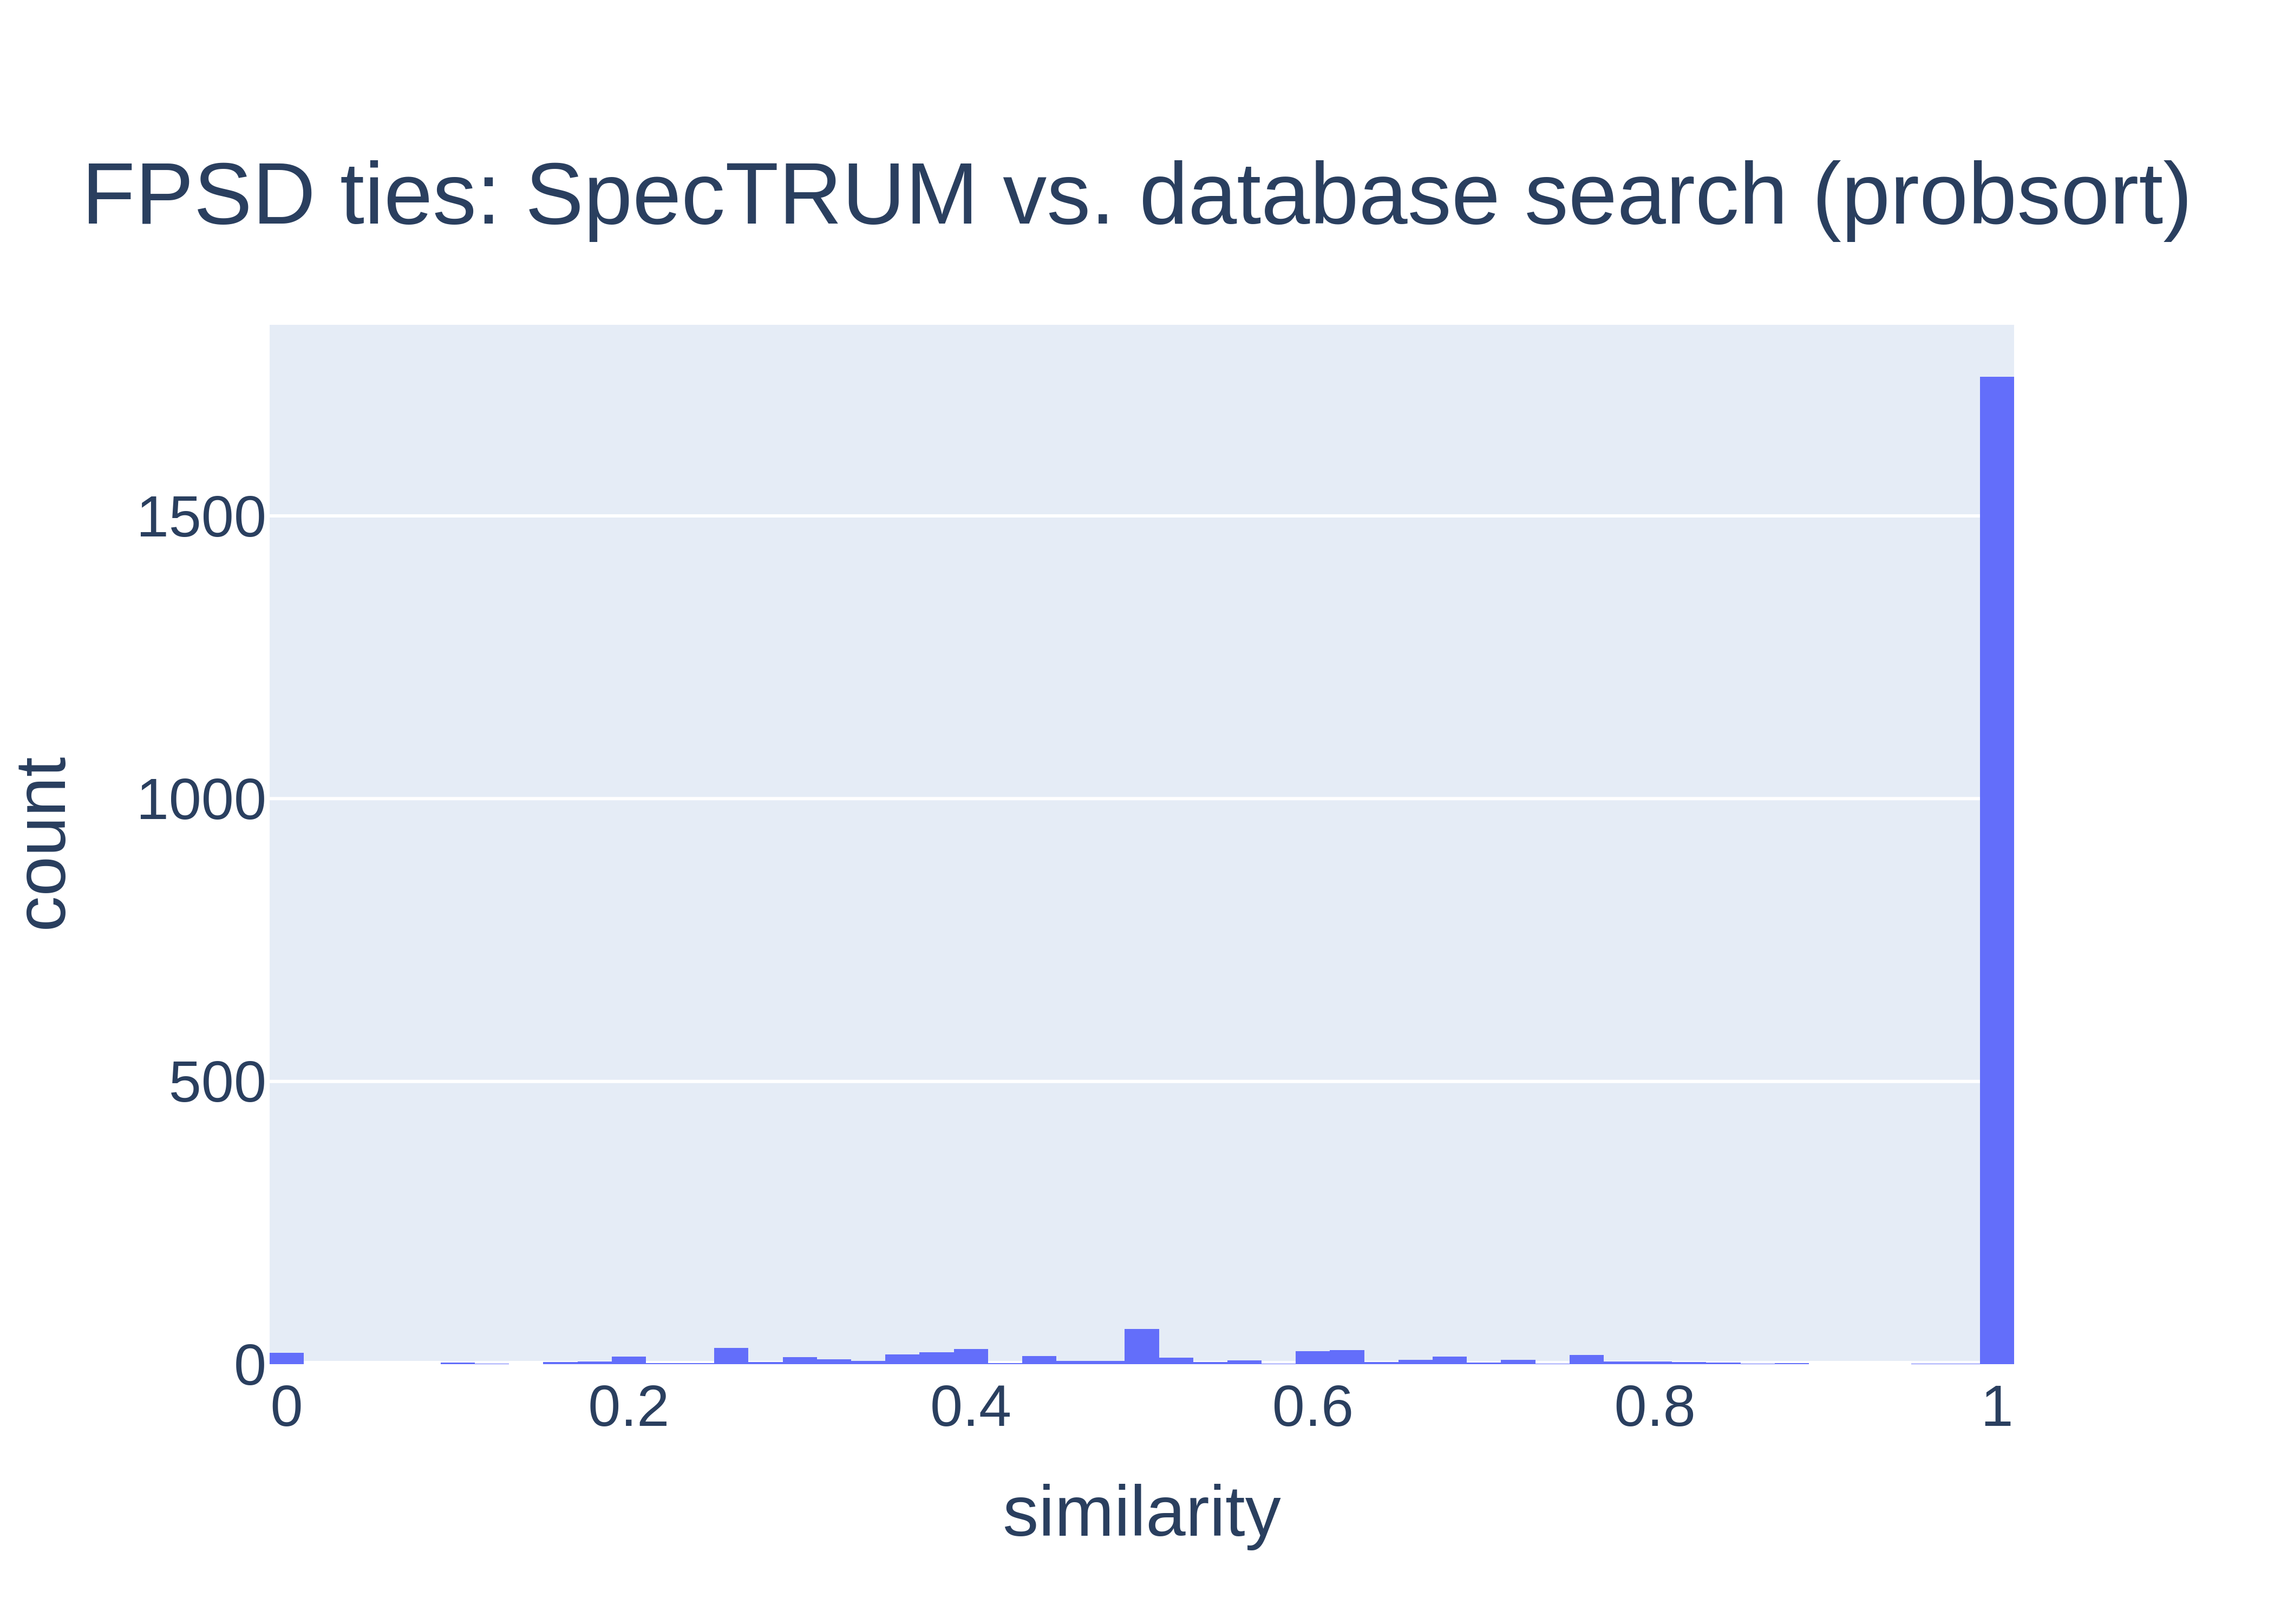 FPSD ties: SpecTRUM vs. database search (probsort)
1500
1000
500
0
count
0 0.2 0.4 0.6 0.8 1
similarity